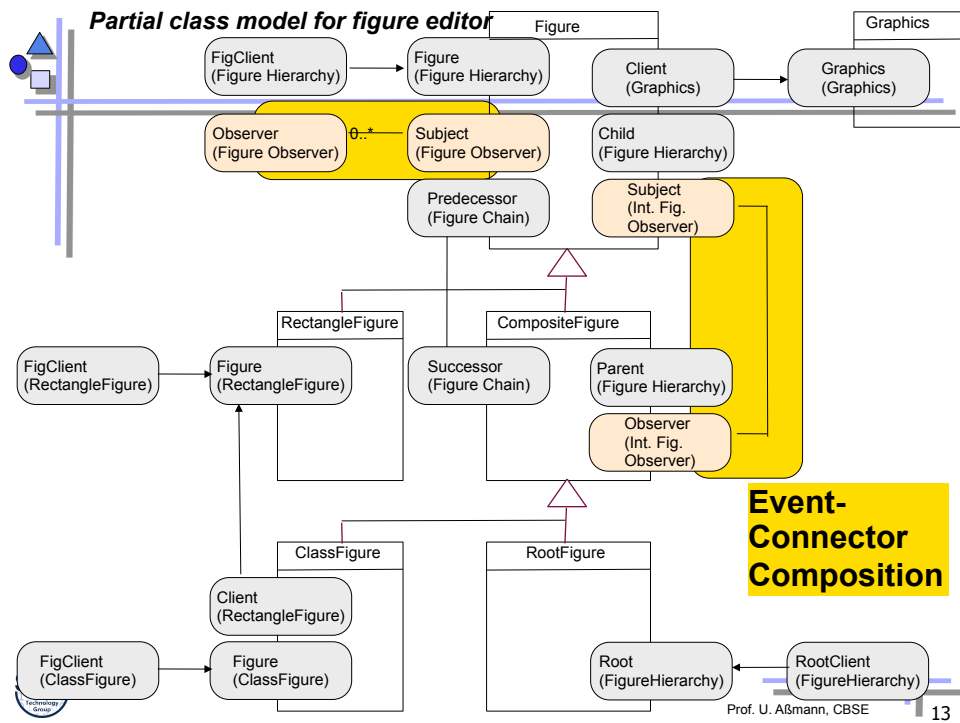 Partial class model for figure editor
Figure
Graphics
FigClient
(Figure Hierarchy)
Figure
(Figure Hierarchy)
Client
(Graphics)
Graphics
(Graphics)
Observer
(Figure Observer)
0..*
Subject
(Figure Observer)
Child
(Figure Hierarchy)
Predecessor
(Figure Chain)
Subject
(Int. Fig.
Observer)
RectangleFigure
CompositeFigure
FigClient
(RectangleFigure)
Figure
(RectangleFigure)
Successor
(Figure Chain)
Parent
(Figure Hierarchy)
Observer
(Int. Fig.
Observer)
Event-
Connector
Composition
ClassFigure
RootFigure
Client
(RectangleFigure)
FigClient
(ClassFigure)
Figure
(ClassFigure)
Root
(FigureHierarchy)
RootClient
(FigureHierarchy)
Technology
Group
Prof. U. Aßmann, CBSE
13